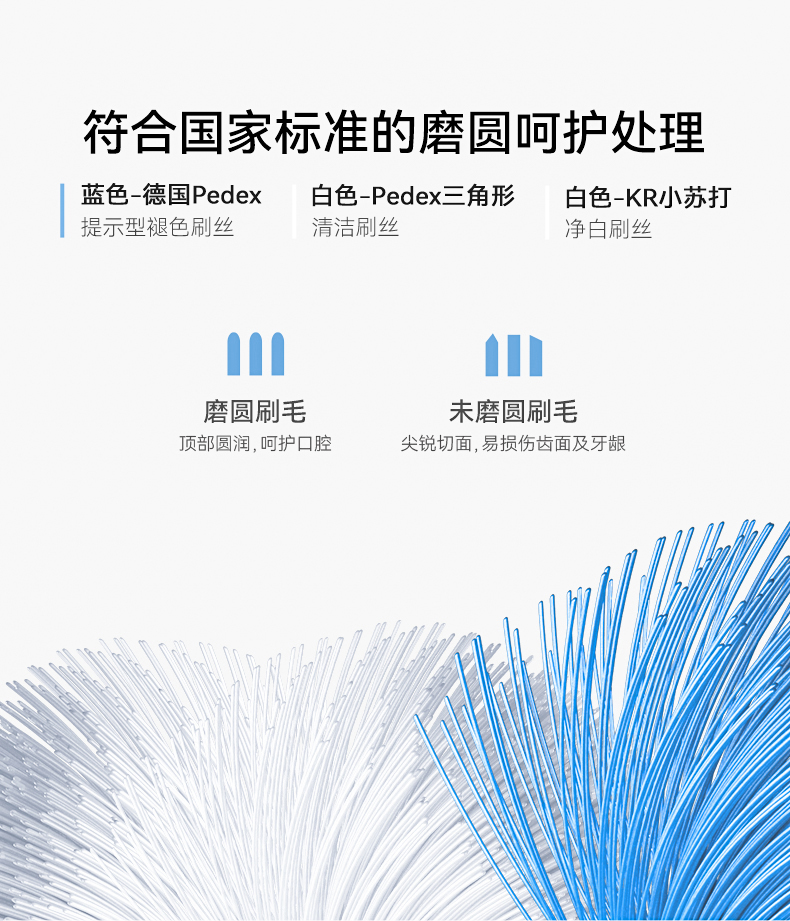 符合国家标准的磨圆呵护处理
蓝色-德国Pedex
提示型褪色刷丝
白色-Pedex三角形
清洁刷丝
白色-KR小苏打
净白刷丝
磨圆刷毛
顶部圆润,呵护口腔
未磨圆刷毛
尖锐切面,易损伤齿面及牙龈